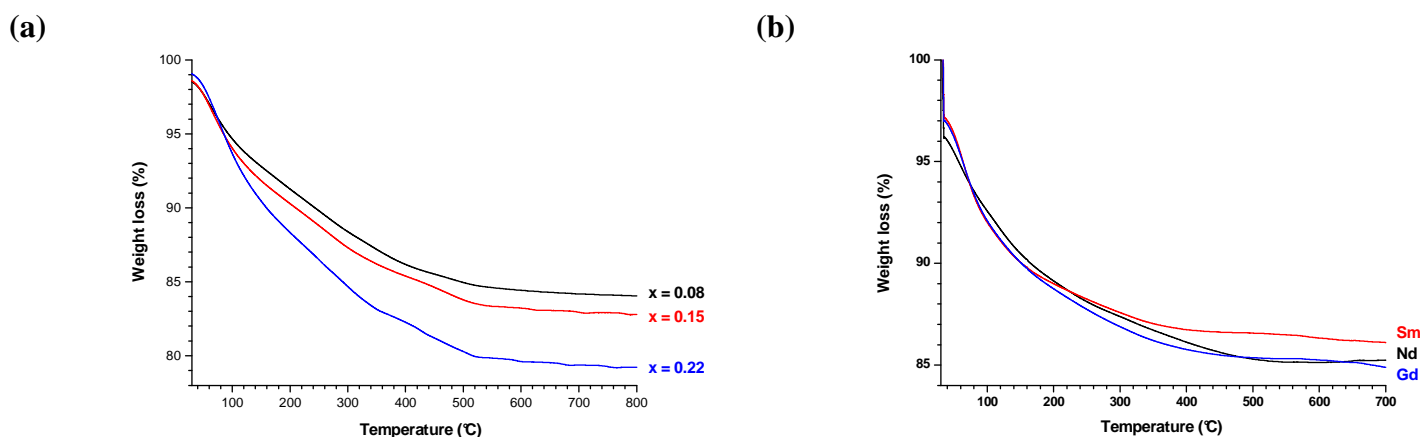 (a)
100
95
90
85
80
Weight loss (%)
x = 0.08
x = 0.15
x = 0.22
100 200 300 400 500 600 700 800
Temperature (℃)
(b)
100
95
90
85
Weight loss (%)
Sm
Nd
Gd
100 200 300 400 500 600 700
Temperature (℃)